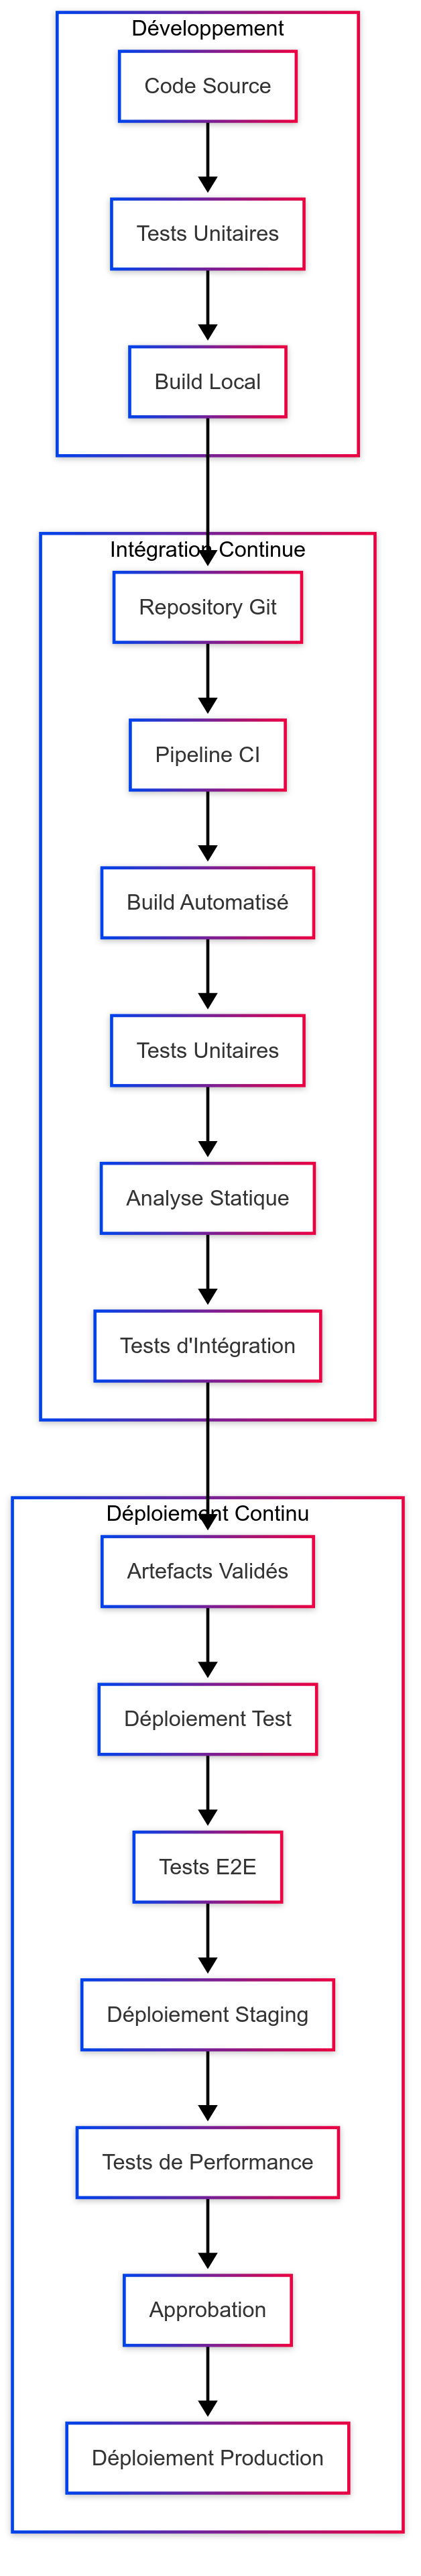 Développement
Code Source
Tests Unitaires
Build Local
Intégration Continue
Repository Git
Pipeline CI
Build Automatisé
Tests Unitaires
Analyse Statique
Tests d'Intégration
Déploiement Continu
Artefacts Validés
Déploiement Test
Tests E2E
Déploiement Staging
Tests de Performance
Approbation
Déploiement Production